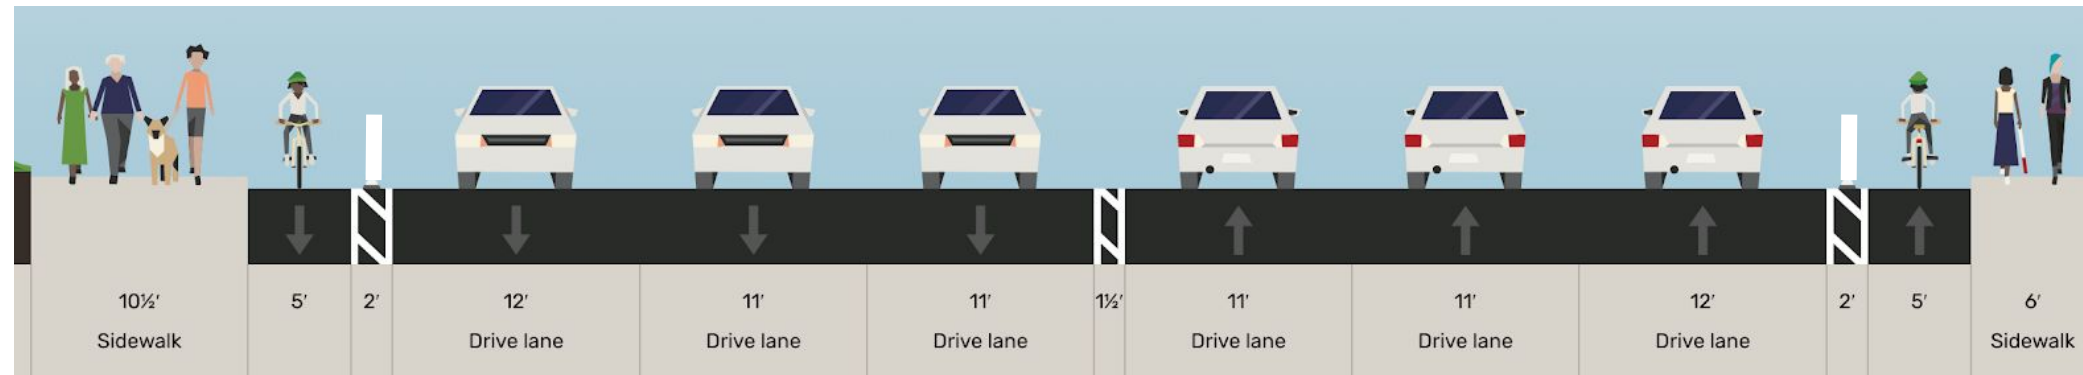 10½′ 5′ 2′ 12′ 11′ 11′ 1½′ 11′ 11′ 12′ 2′ 5′ 6′
Sidewalk Drive lane Drive lane Drive lane Drive lane Drive lane Drive lane Sidewalk